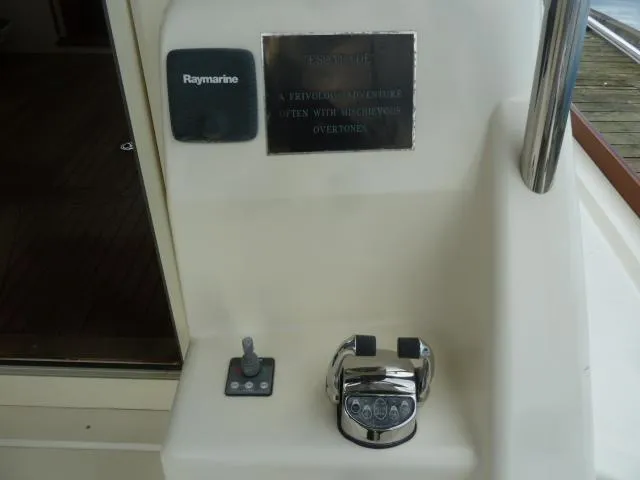 Raymarine
"ESCAPADE"
A FRIVOLOUS ADVENTURE
OFTEN WITH MISCHIEVOUS
OVERTONES